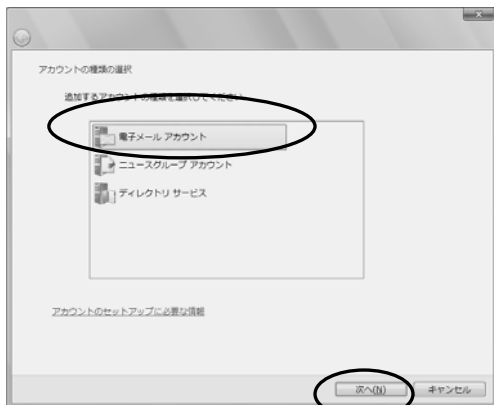 アカウントの種類の選択
追加するアカウントの種類を選択してください
電子メール アカウント
ニュースグループ アカウント
ディレクトリ サービス
アカウントのセットアップに必要な情報
次へ(N)
キャンセル